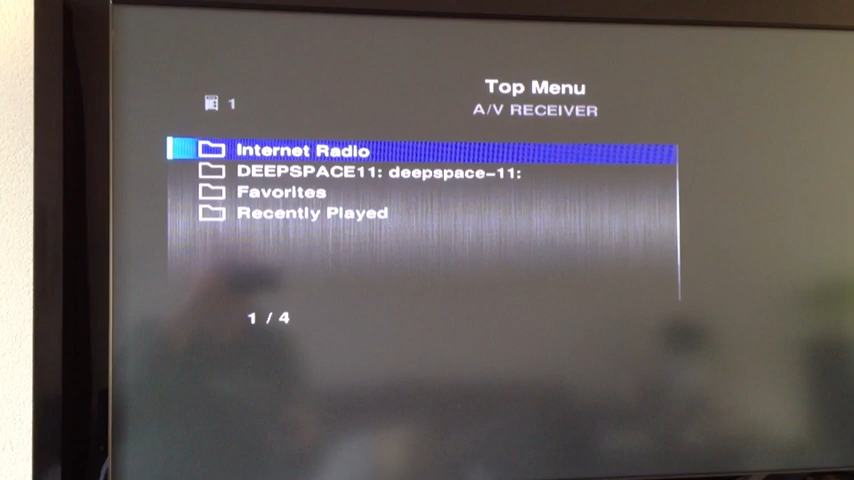 Top Menu
1
A/V RECEIVER
Internet Radio
DEEPSPACE11: deepspace-11:
Favorites
Recently Played
1 / 4